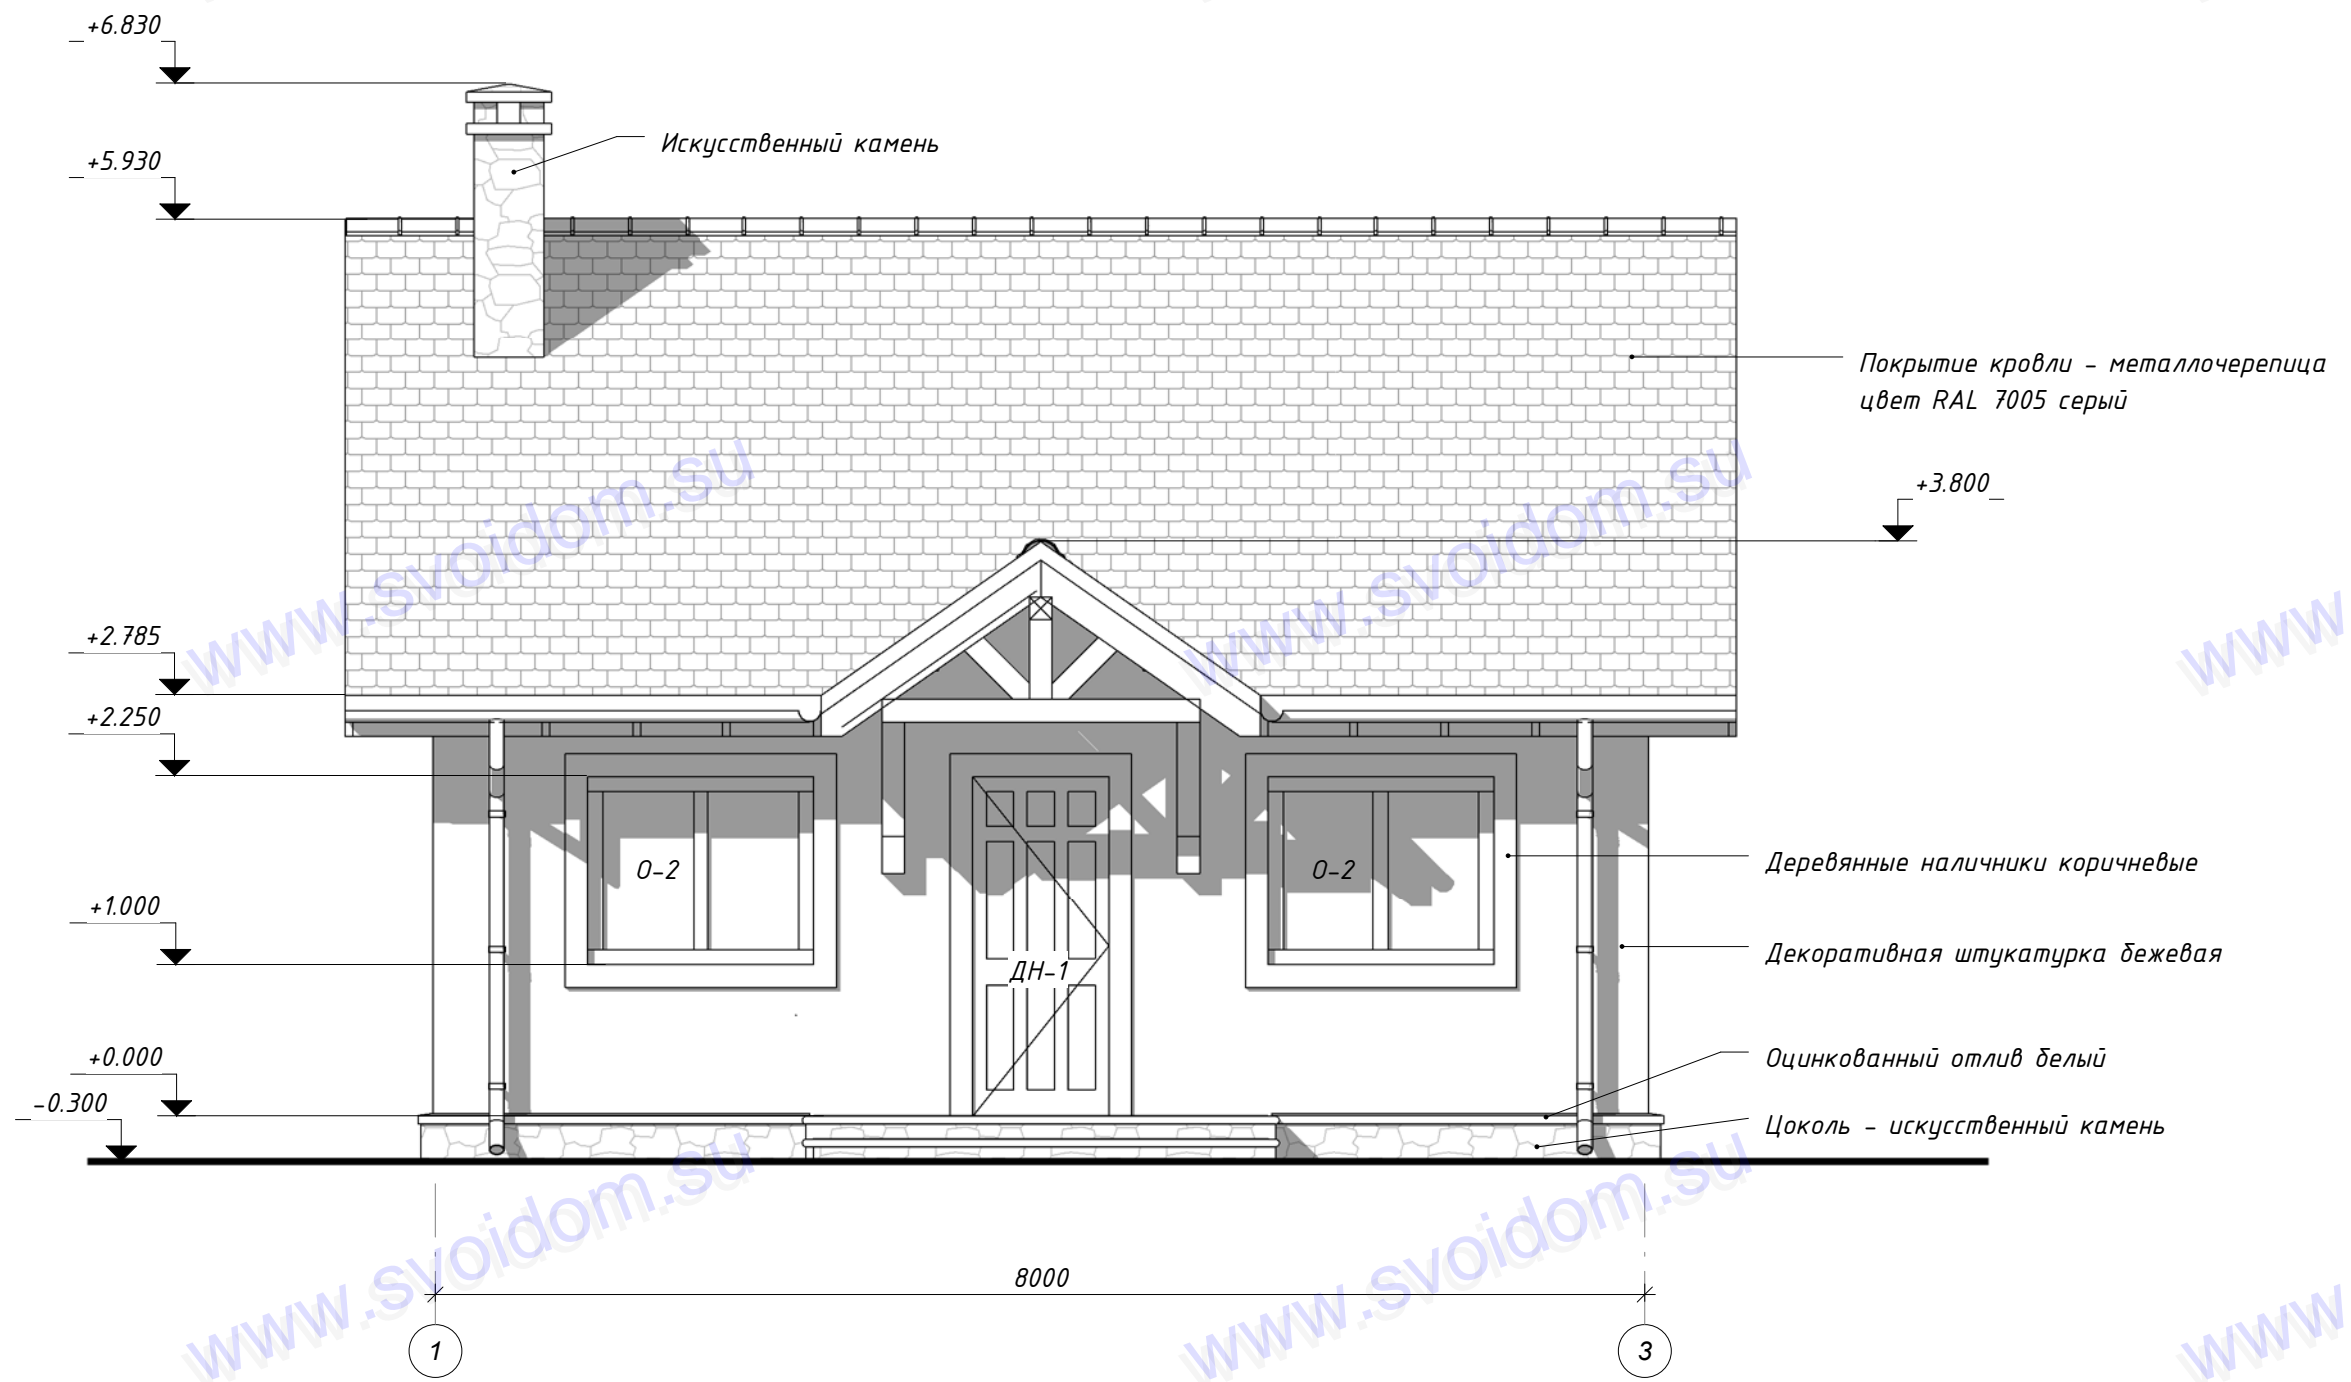 +6.830
Искусственный камень
+5.930
Покрытие кровли - металлочерепица
цвет RAL 7005 серый
www.svoidom.su
www.svoidom.su
+3.800
www.
+2.785
+2.250
О-2
О-2
Деревянные наличники коричневые
+1.000
Декоративная штукатурка бежевая
ДН-1
+0.000
Оцинкованный отлив белый
-0.300
Цоколь - искусственный камень
www.svoidom.su
www.svoidom.su
www.
8000
1
3